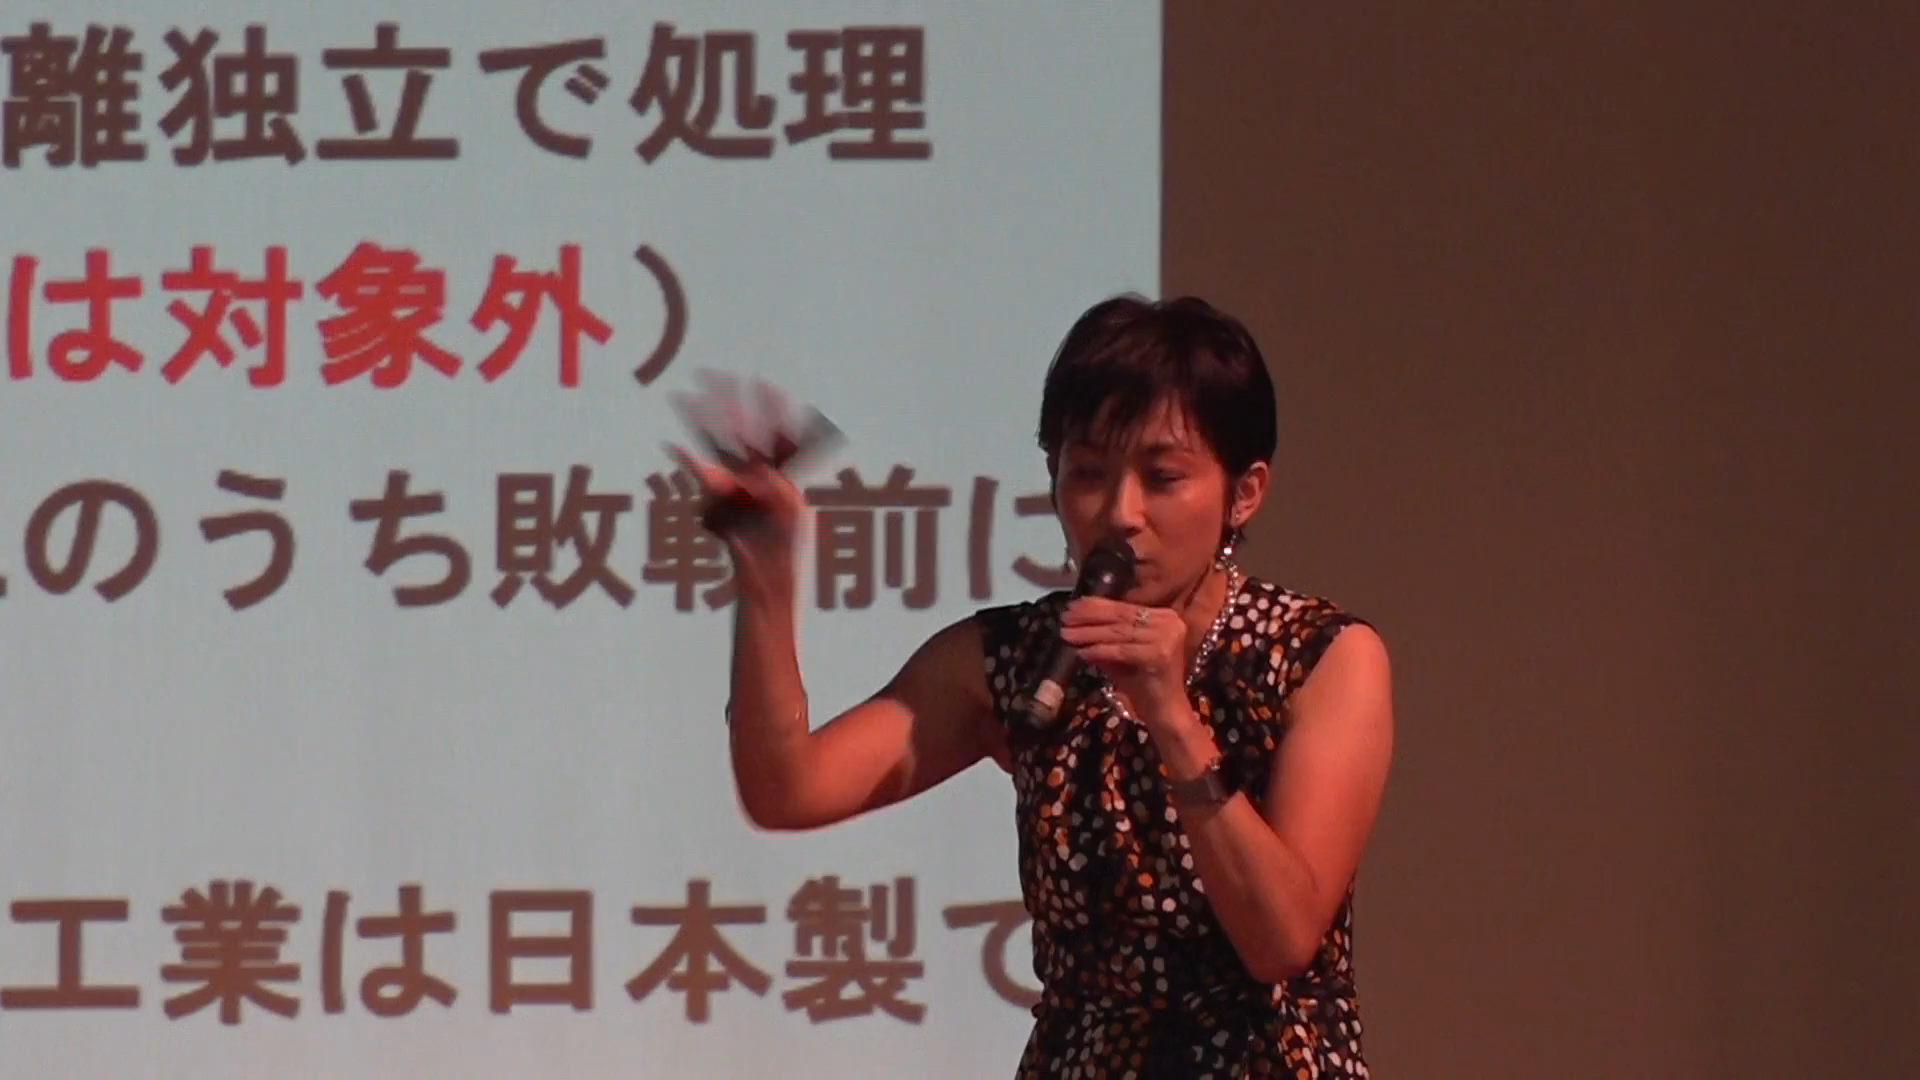 離独立で処理
は対象外）
のうち敗戦前に
工業は日本製で